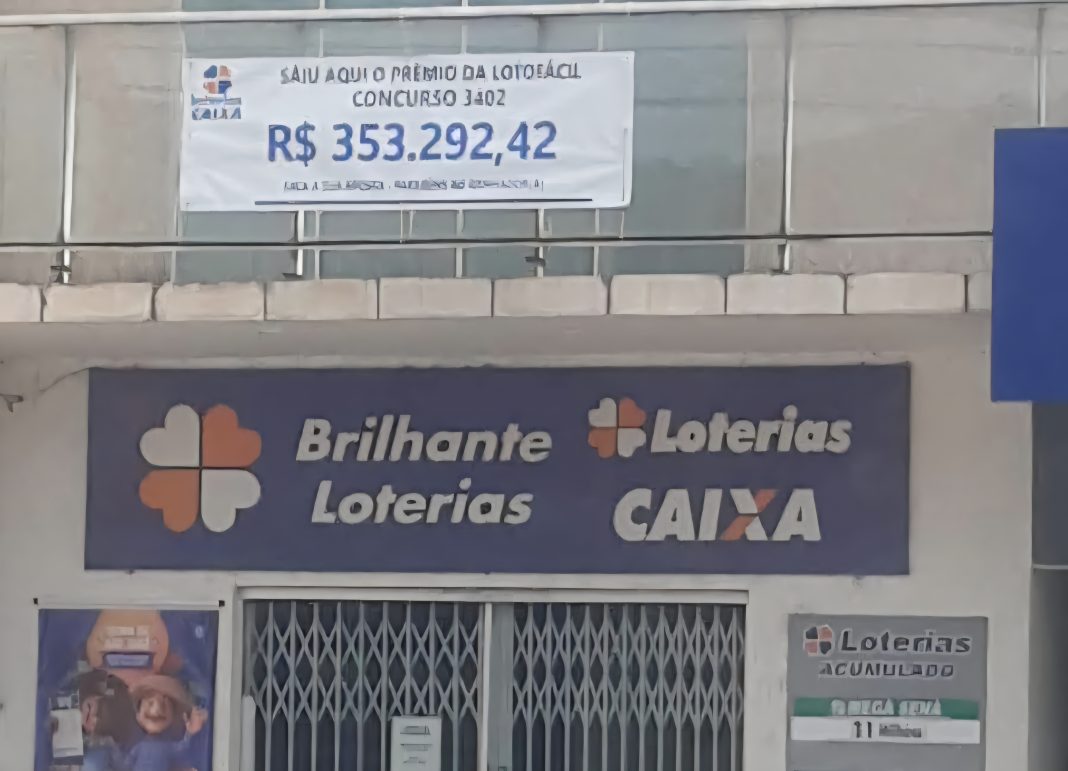 SAIU AQUI O PRÊMIO DA LOTOFÁCIL
CONCURSO 3402
R$ 353.292,42
CAIXA
Brilhante
Loterias
Loterias
CAIXA
Loterias
ACUMULADO
MEGA SENA
11